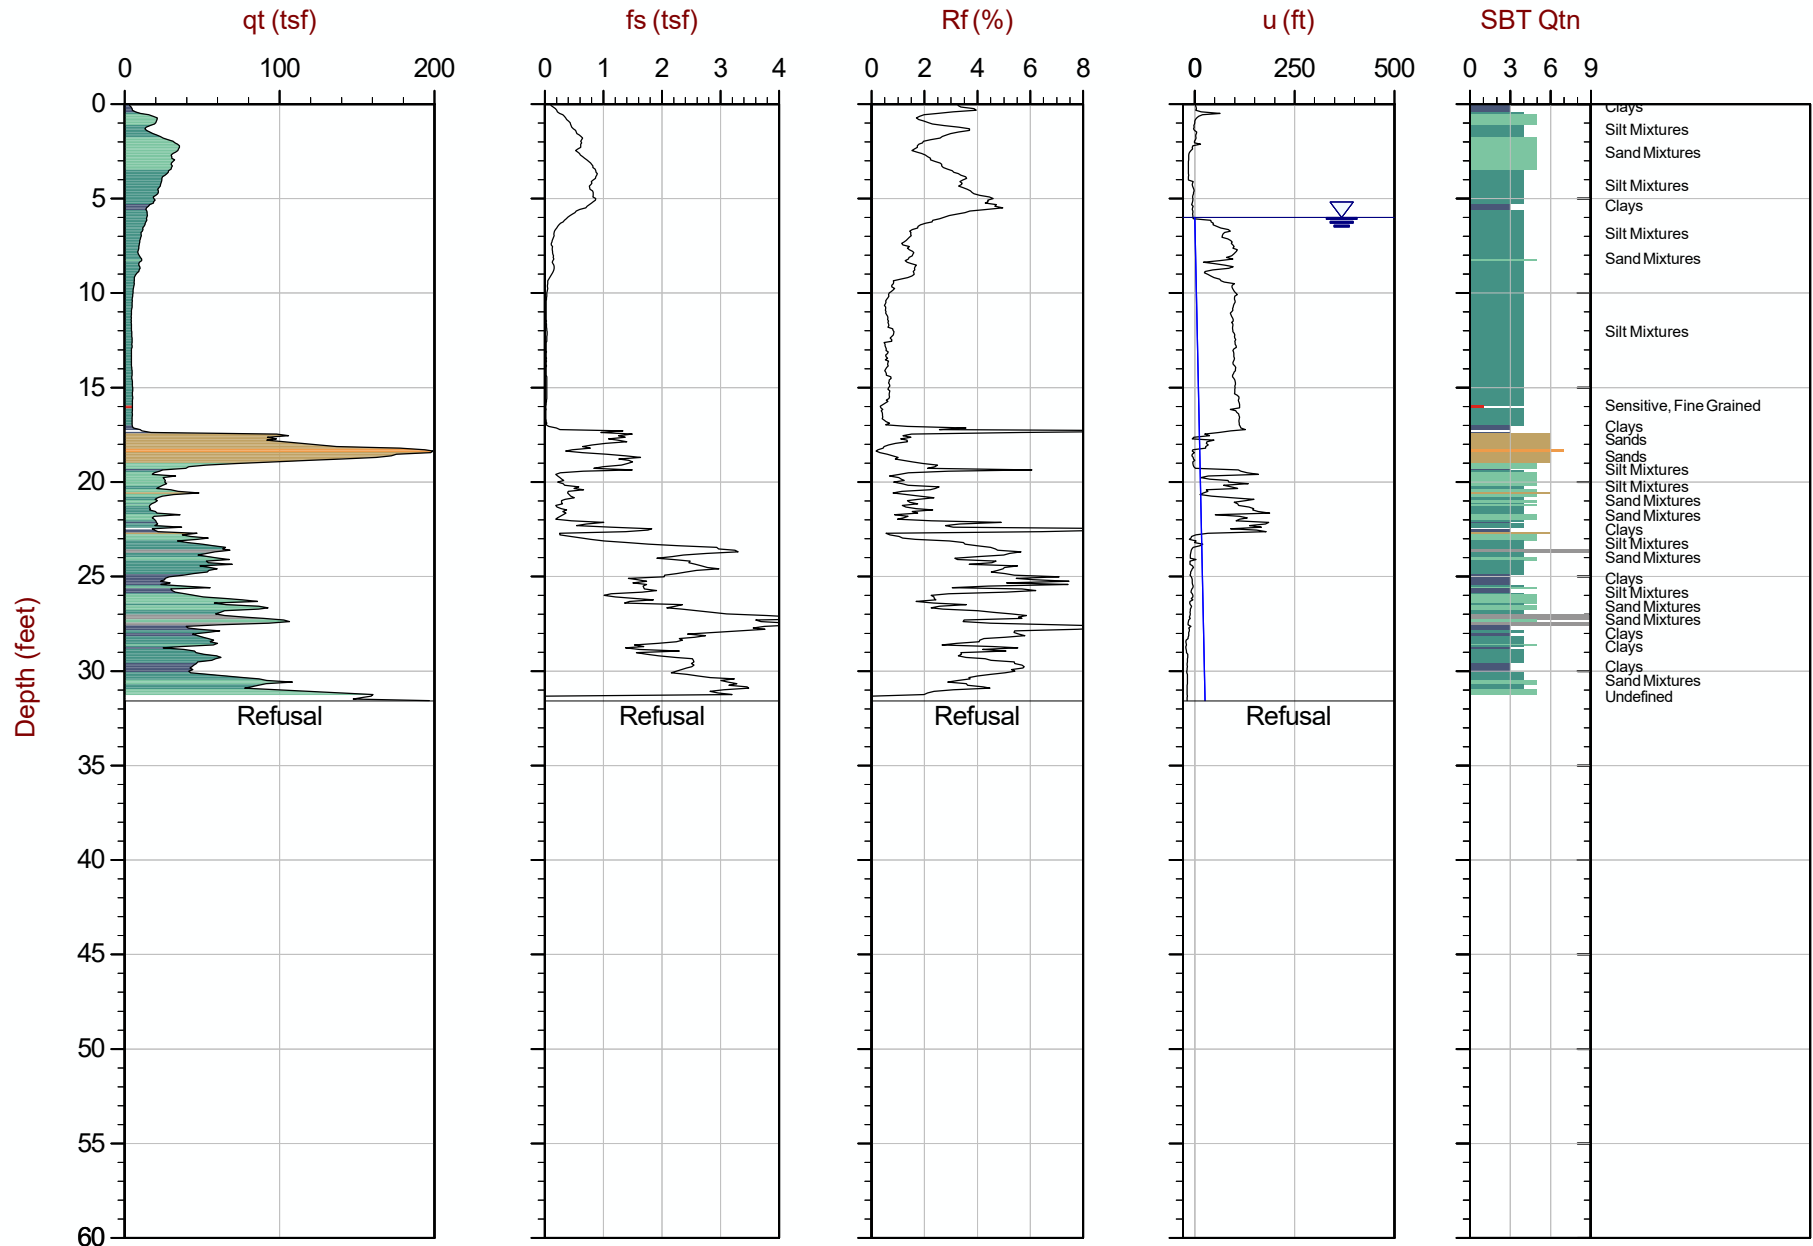 qt (tsf)
fs (tsf)
Rf (%)
u (ft)
SBT Qtn
0 100 200
0 1 2 3 4
0 2 4 6 8
0 250 500
0 3 6 9
Depth (feet)
0
5
10
15
20
25
30
35
40
45
50
55
60
Clays
Silt Mixtures
Sand Mixtures
Silt Mixtures
Clays
Silt Mixtures
Sand Mixtures
Silt Mixtures
Sensitive, Fine Grained
Clays
Sands
Sands
Silt Mixtures
Silt Mixtures
Sand Mixtures
Sand Mixtures
Clays
Silt Mixtures
Sand Mixtures
Clays
Silt Mixtures
Sand Mixtures
Sand Mixtures
Clays
Clays
Clays
Sand Mixtures
Undefined
Refusal
Refusal
Refusal
Refusal